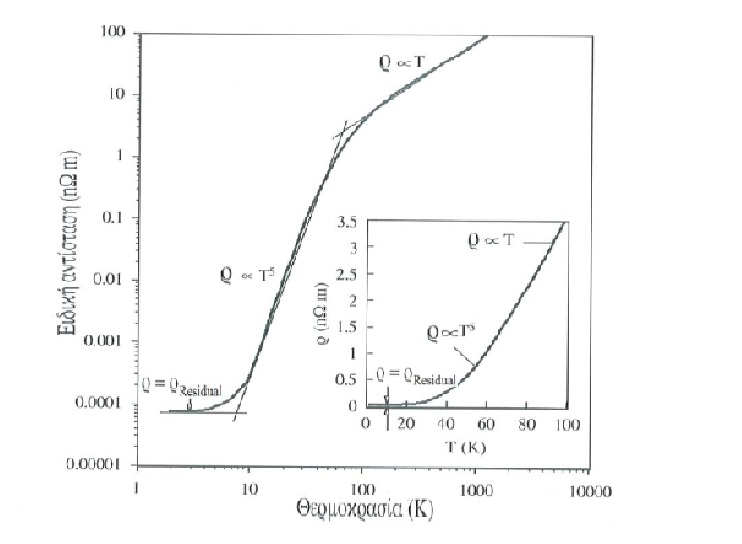 Ειδική αντίσταση (nΩ m)
100
10
1
0.1
0.01
0.001
0.0001
0.00001
ϱ ∝ T
ϱ ∝ T⁵
ϱ = ϱResidual
1
10
100
1000
10000
Θερμοκρασία (K)
ϱ (nΩ m)
3.5
3
2.5
2
1.5
1
0.5
0
ϱ ∝ T
ϱ ∝ T⁵
ϱ = ϱResidual
0
20
40
60
80
100
T (K)